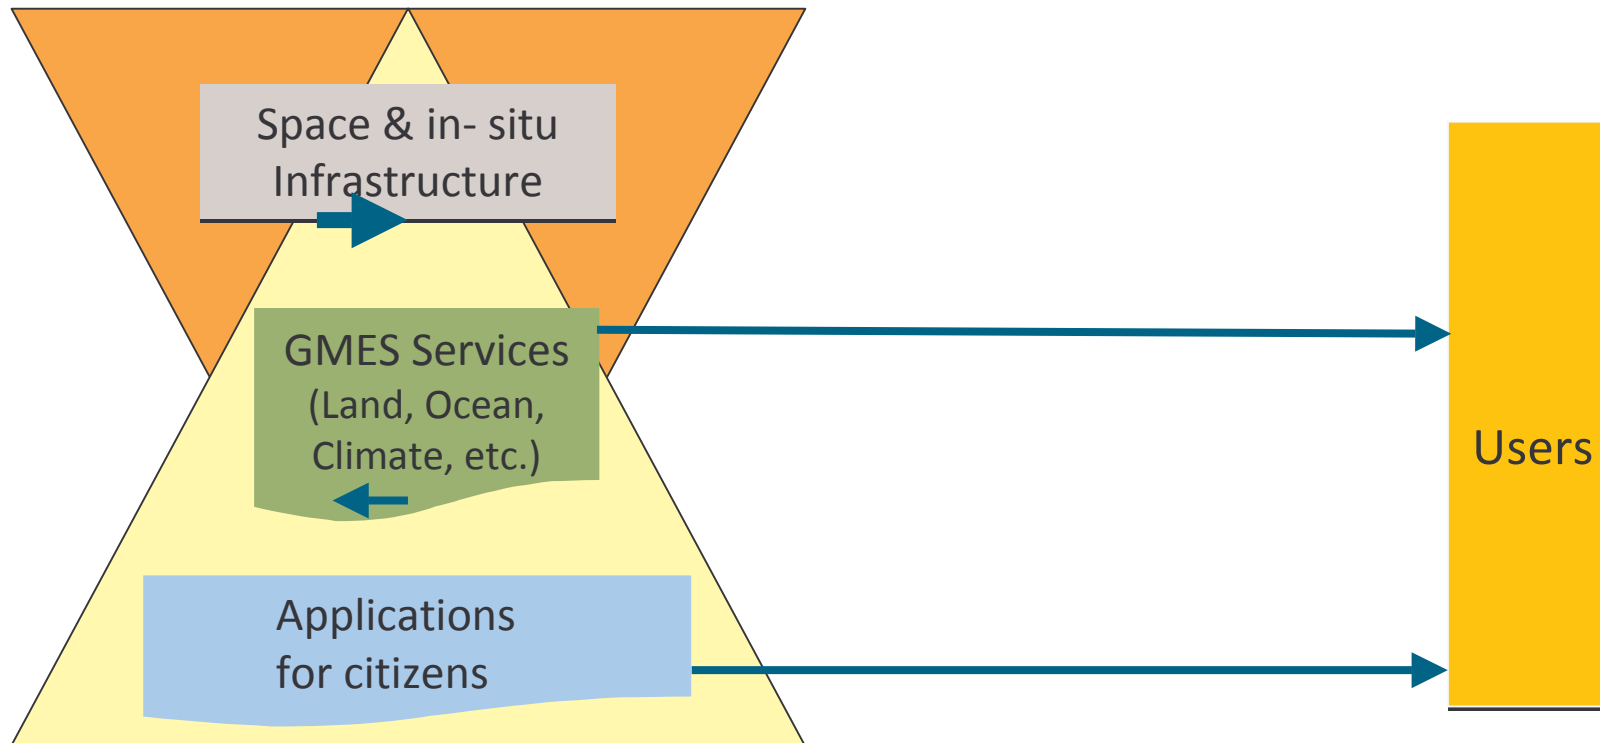 Space & in- situ
Infrastructure
GMES Services
(Land, Ocean,
Climate, etc.)
Users
Applications
for citizens